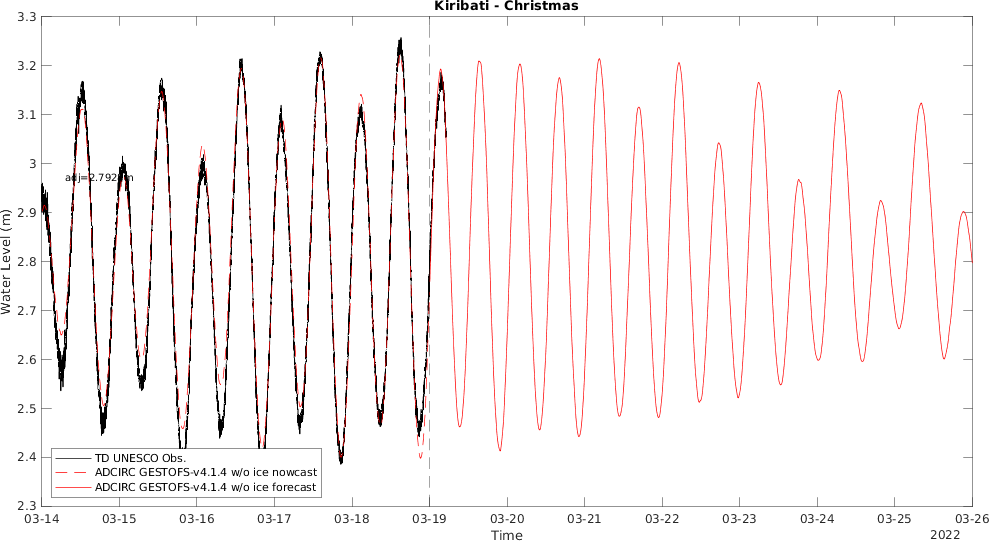 Kiribati - Christmas
3.3
3.2
3.1
3
2.9
2.8
2.7
2.6
2.5
2.4
2.3
Water Level (m)
TD UNESCO Obs.
ADCIRC GESTOFS-v4.1.4 w/o ice nowcast
ADCIRC GESTOFS-v4.1.4 w/o ice forecast
03-14 03-15 03-16 03-17 03-18 03-19 03-20 03-21 03-22 03-23 03-24 03-25 03-26
Time
2022